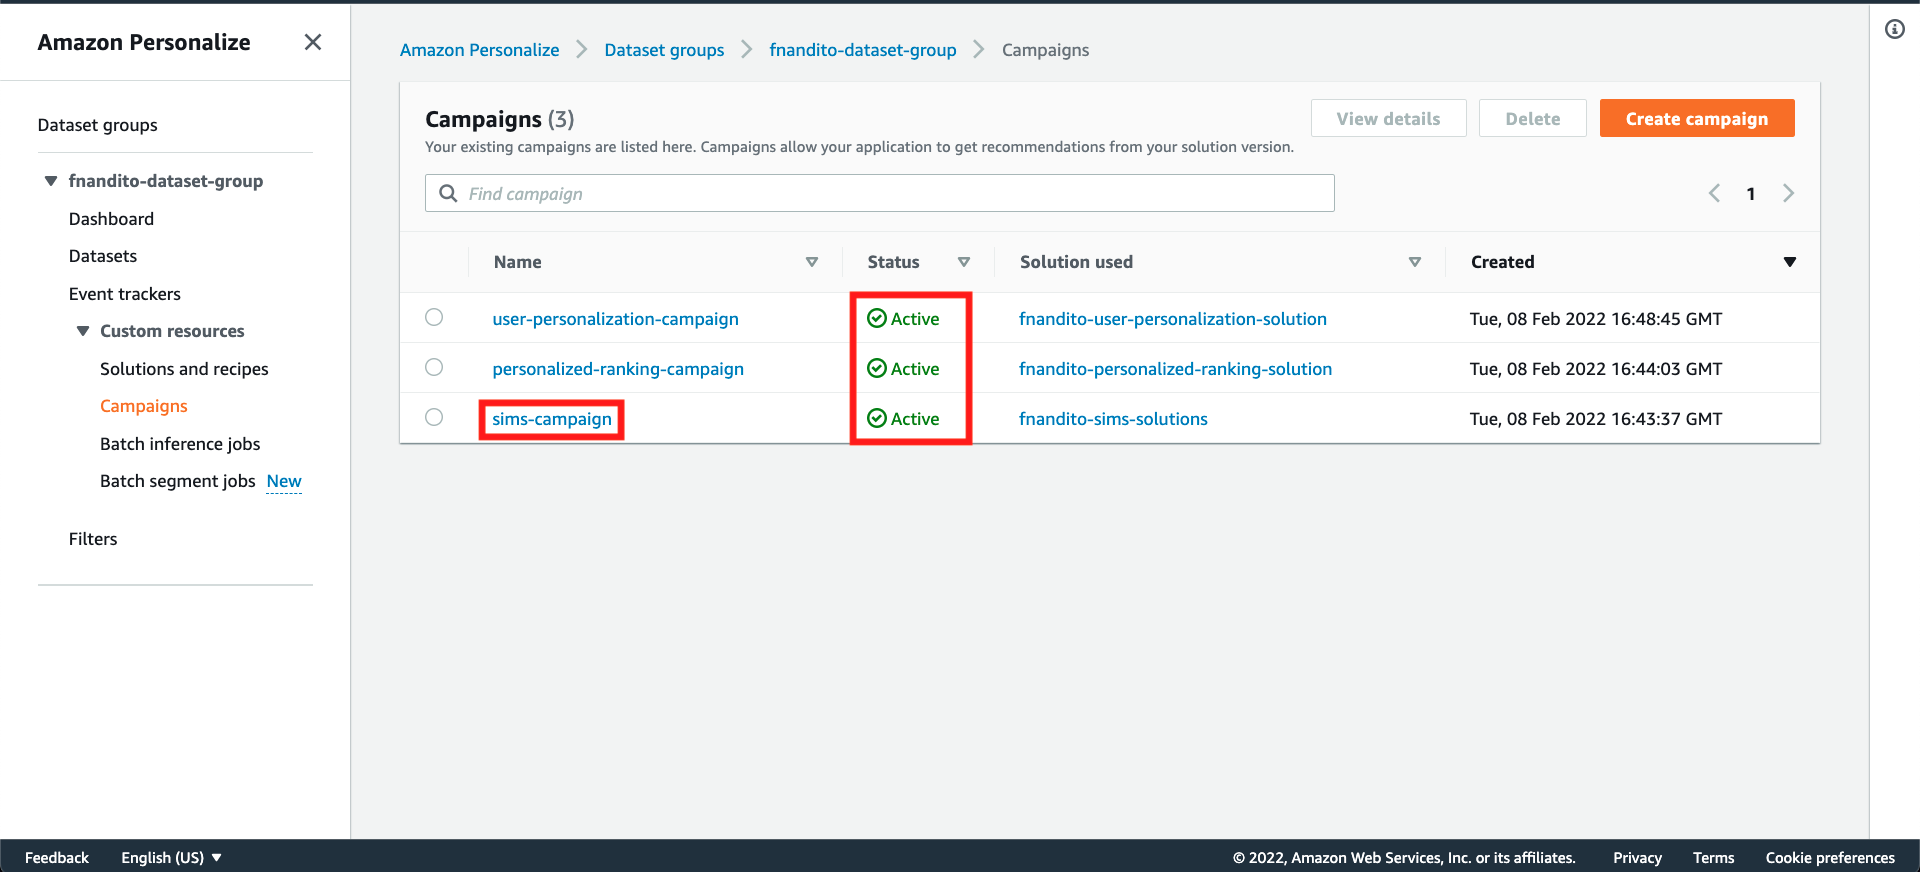 Amazon Personalize
Dataset groups
fnandito-dataset-group
Dashboard
Datasets
Event trackers
Custom resources
Solutions and recipes
Campaigns
Batch inference jobs
Batch segment jobs New
Filters
Amazon Personalize Dataset groups fnandito-dataset-group Campaigns
Campaigns (3)
View details Delete Create campaign
Your existing campaigns are listed here. Campaigns allow your application to get recommendations from your solution version.
Find campaign
1
Name Status Solution used Created
user-personalization-campaign Active fnandito-user-personalization-solution Tue, 08 Feb 2022 16:48:45 GMT
personalized-ranking-campaign Active fnandito-personalized-ranking-solution Tue, 08 Feb 2022 16:44:03 GMT
sims-campaign Active fnandito-sims-solutions Tue, 08 Feb 2022 16:43:37 GMT
Feedback English (US) © 2022, Amazon Web Services, Inc. or its affiliates. Privacy Terms Cookie preferences